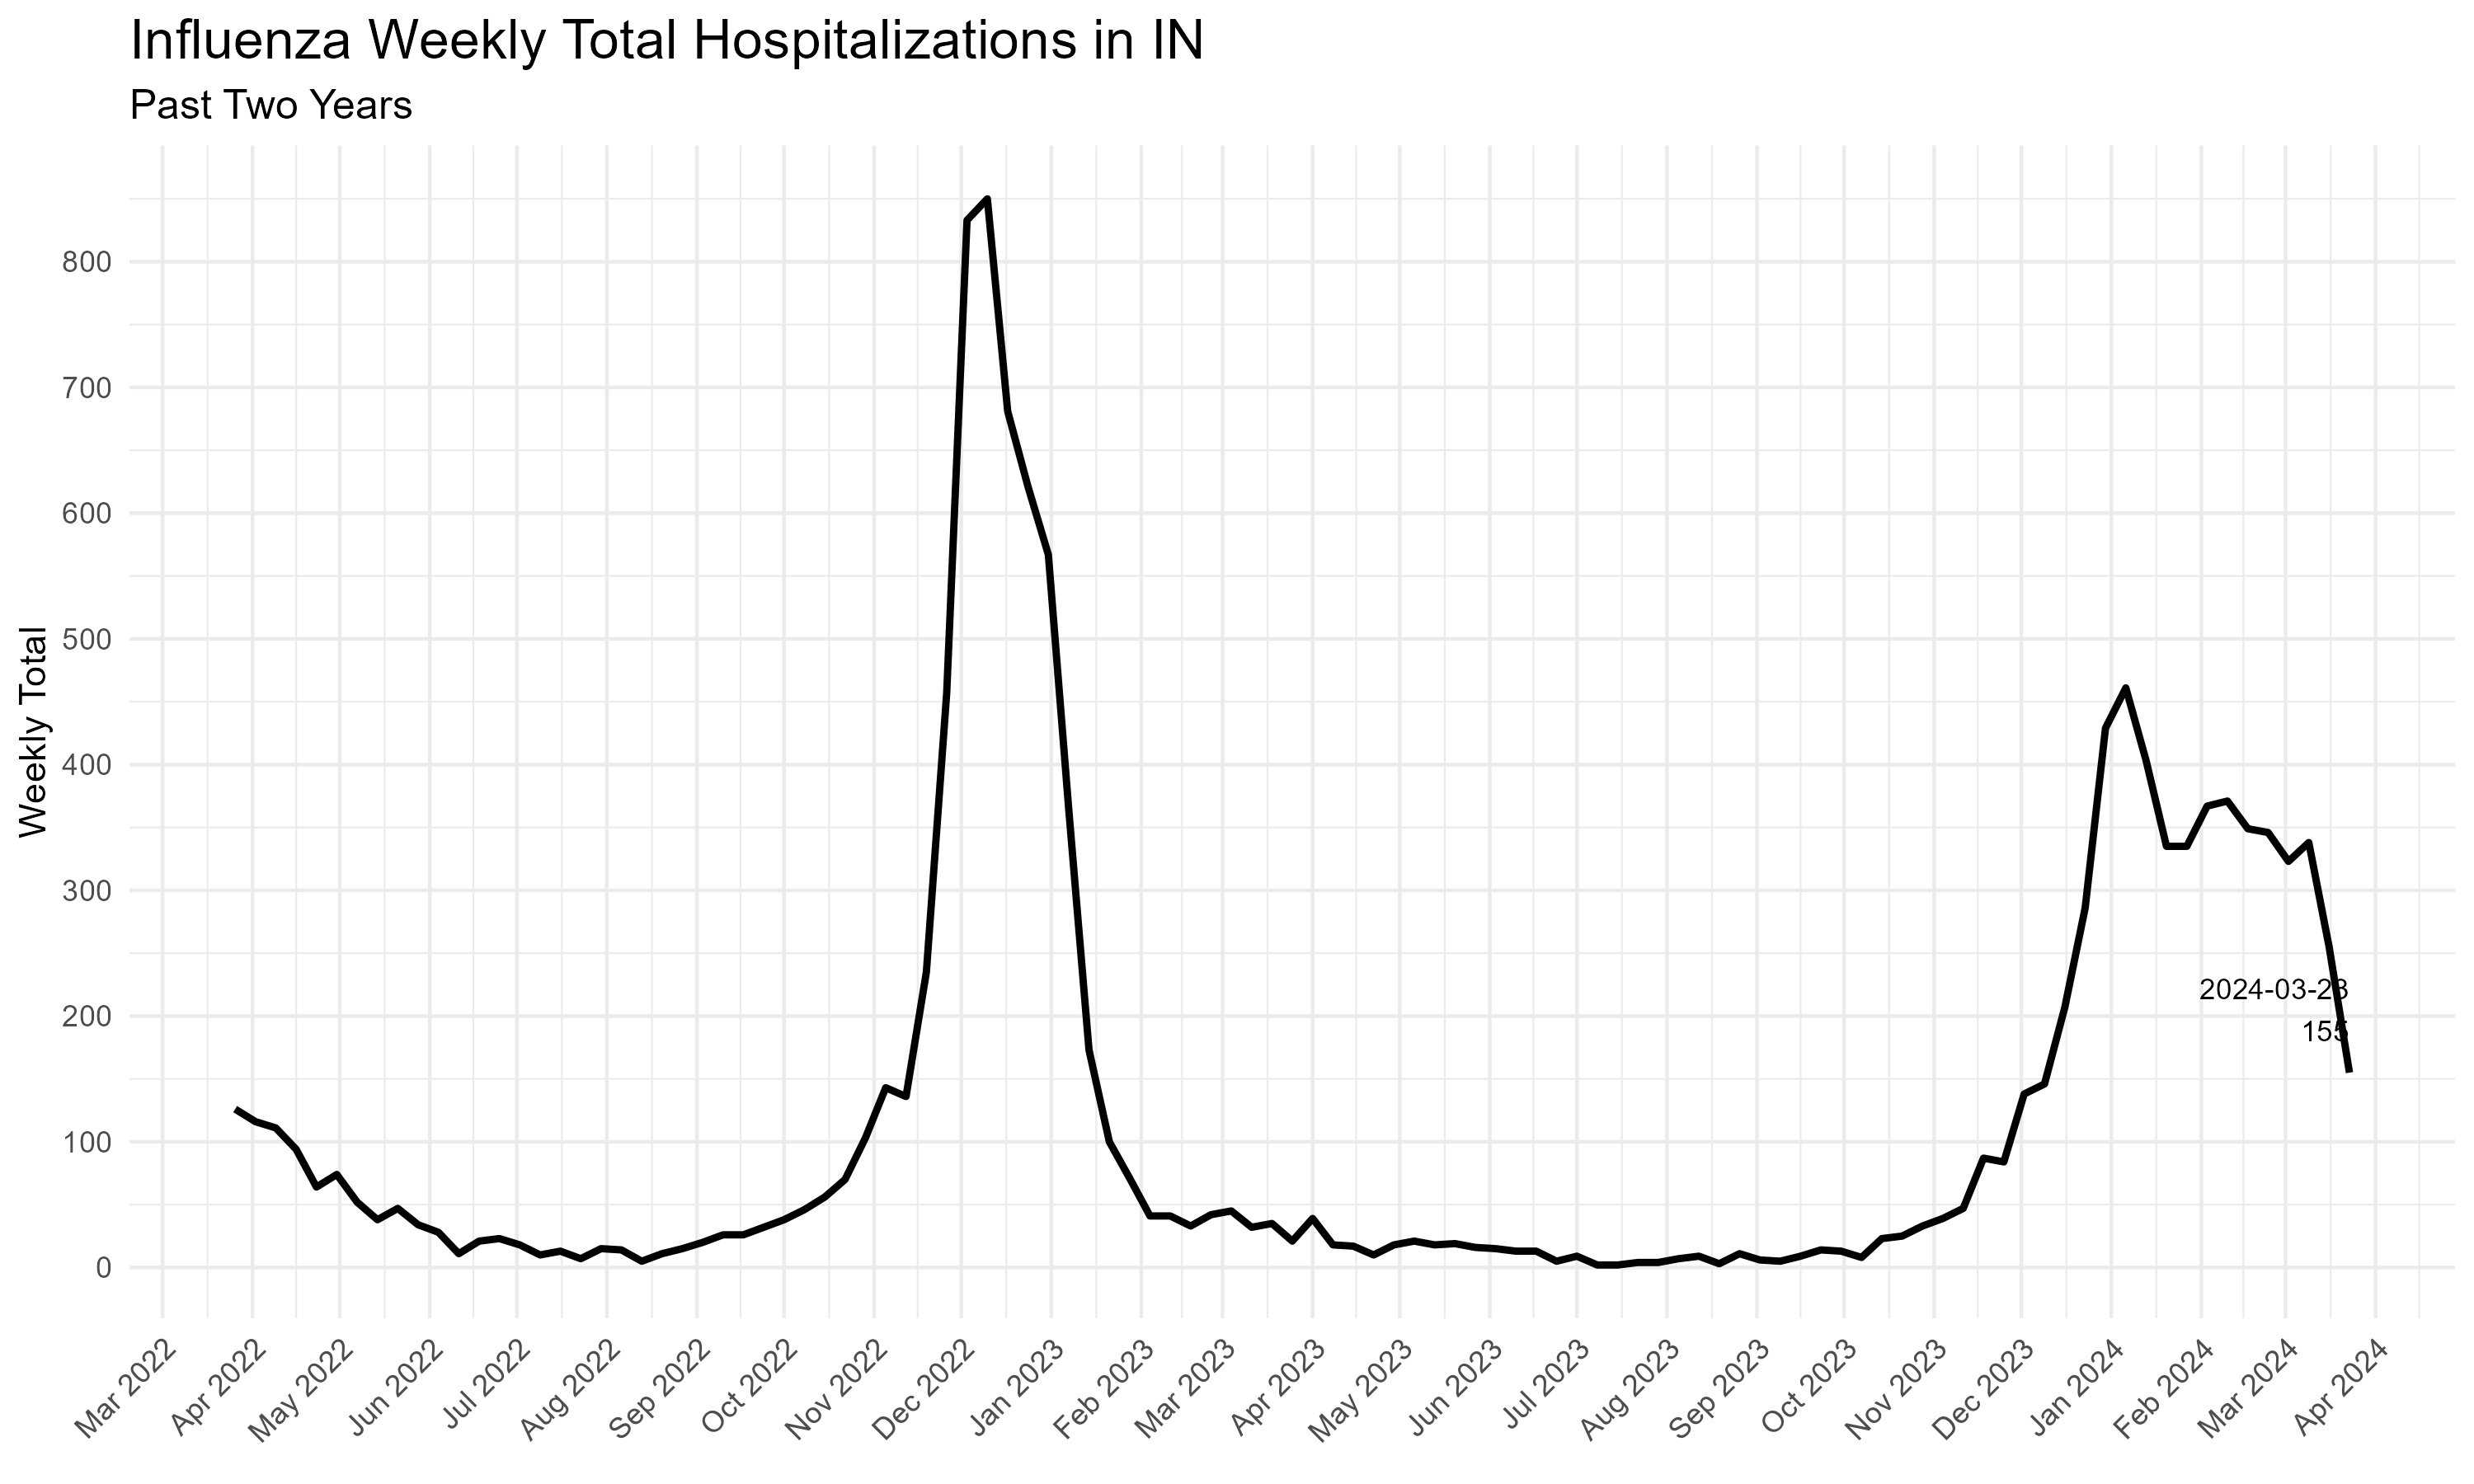 Influenza Weekly Total Hospitalizations in IN
Past Two Years
Weekly Total
800
700
600
500
400
300
200
100
0
2024-03-23
155
Mar 2022
Apr 2022
May 2022
Jun 2022
Jul 2022
Aug 2022
Sep 2022
Oct 2022
Nov 2022
Dec 2022
Jan 2023
Feb 2023
Mar 2023
Apr 2023
May 2023
Jun 2023
Jul 2023
Aug 2023
Sep 2023
Oct 2023
Nov 2023
Dec 2023
Jan 2024
Feb 2024
Mar 2024
Apr 2024